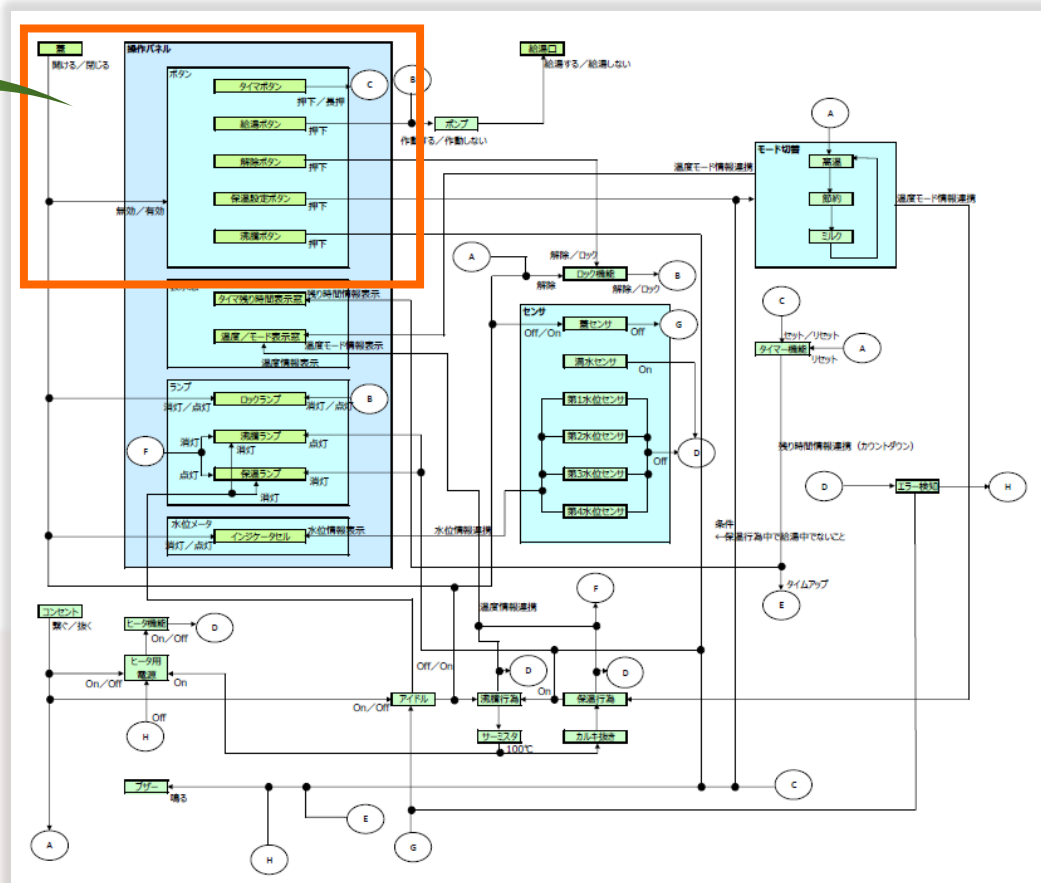 蓋
開ける／閉じる
操作パネル
ボタン
タイマボタン
押下／長押
C
B
給湯ボタン
押下
解除ボタン
押下
保温設定ボタン
押下
沸騰ボタン
押下
無効／有効
給湯口
給湯する／給湯しない
ポンプ
作動する／作動しない
A
モード切替
高温
節約
ミルク
温度モード情報連携
温度モード情報連携
A
解除／ロック
ロック機能
解除
解除／ロック
B
タイマ残り時間表示窓
残り時間情報表示
温度／モード表示窓
温度モード情報表示
温度情報表示
センサ
蓋センサ
Off／On
Off
G
満水センサ
On
第1水位センサ
第2水位センサ
第3水位センサ
第4水位センサ
Off
D
C
セット／リセット
タイマー機能
リセット
A
ランプ
ロックランプ
消灯／点灯
消灯／点灯
B
F
消灯
沸騰ランプ
点灯
消灯
点灯
保温ランプ
消灯
消灯
残り時間情報連携（カウントダウン）
D
エラー検知
H
水位メータ
インジケータセル
水位情報表示
消灯／点灯
水位情報連携
条件
←保温行為中で給湯中でないこと
タイムアップ
E
コンセント
繋ぐ／抜く
ヒータ機能
On／Off
D
ヒータ用
電源
On／Off
On
Off
H
F
温度情報連携
Off／On
D
D
アイドル
On／Off
沸騰行為
On
保温行為
サーミスタ
100℃
カルキ抜き
ブザー
鳴る
C
E
A
H
G